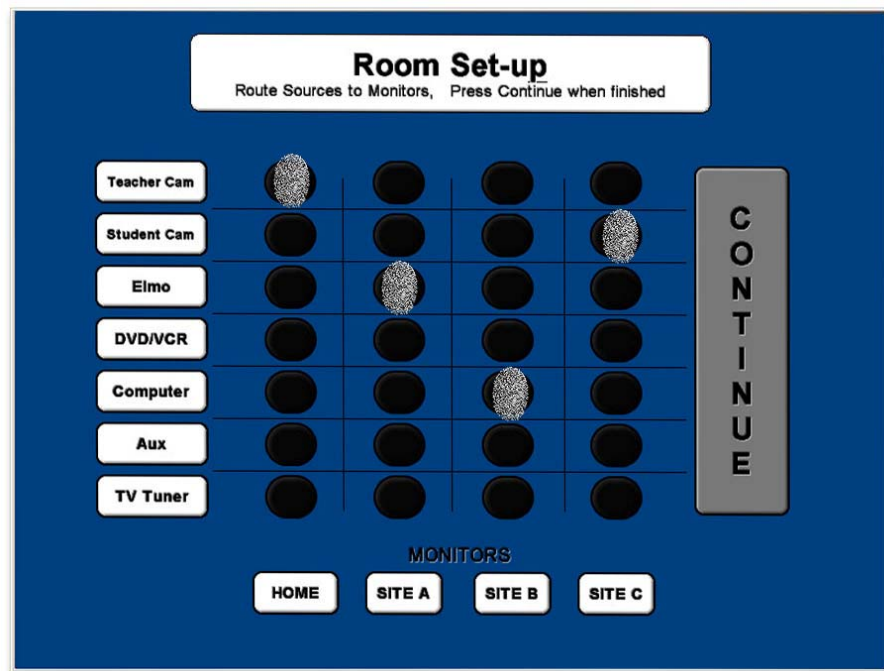 Room Set-up
Route Sources to Monitors, Press Continue when finished
Teacher Cam
Student Cam
Elmo
DVD/VCR
Computer
Aux
TV Tuner
CONTINUE
MONITORS
HOME SITE A SITE B SITE C